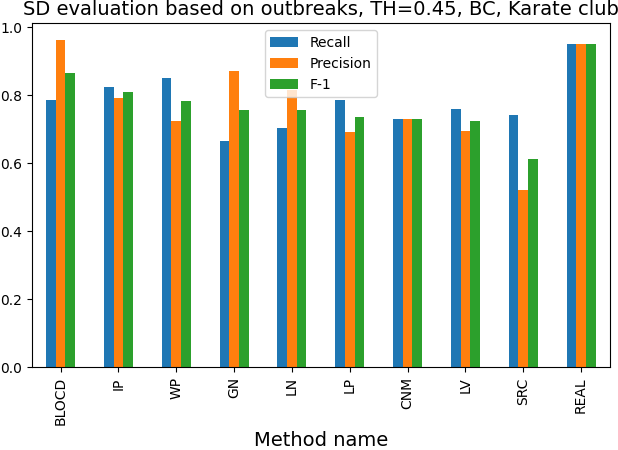 SD evaluation based on outbreaks, TH=0.45, BC, Karate club
1.0
0.8
0.6
0.4
0.2
0.0
Recall
Precision
F-1
BLOCD
IP
WP
GN
LN
LP
CNM
LV
SRC
REAL
Method name